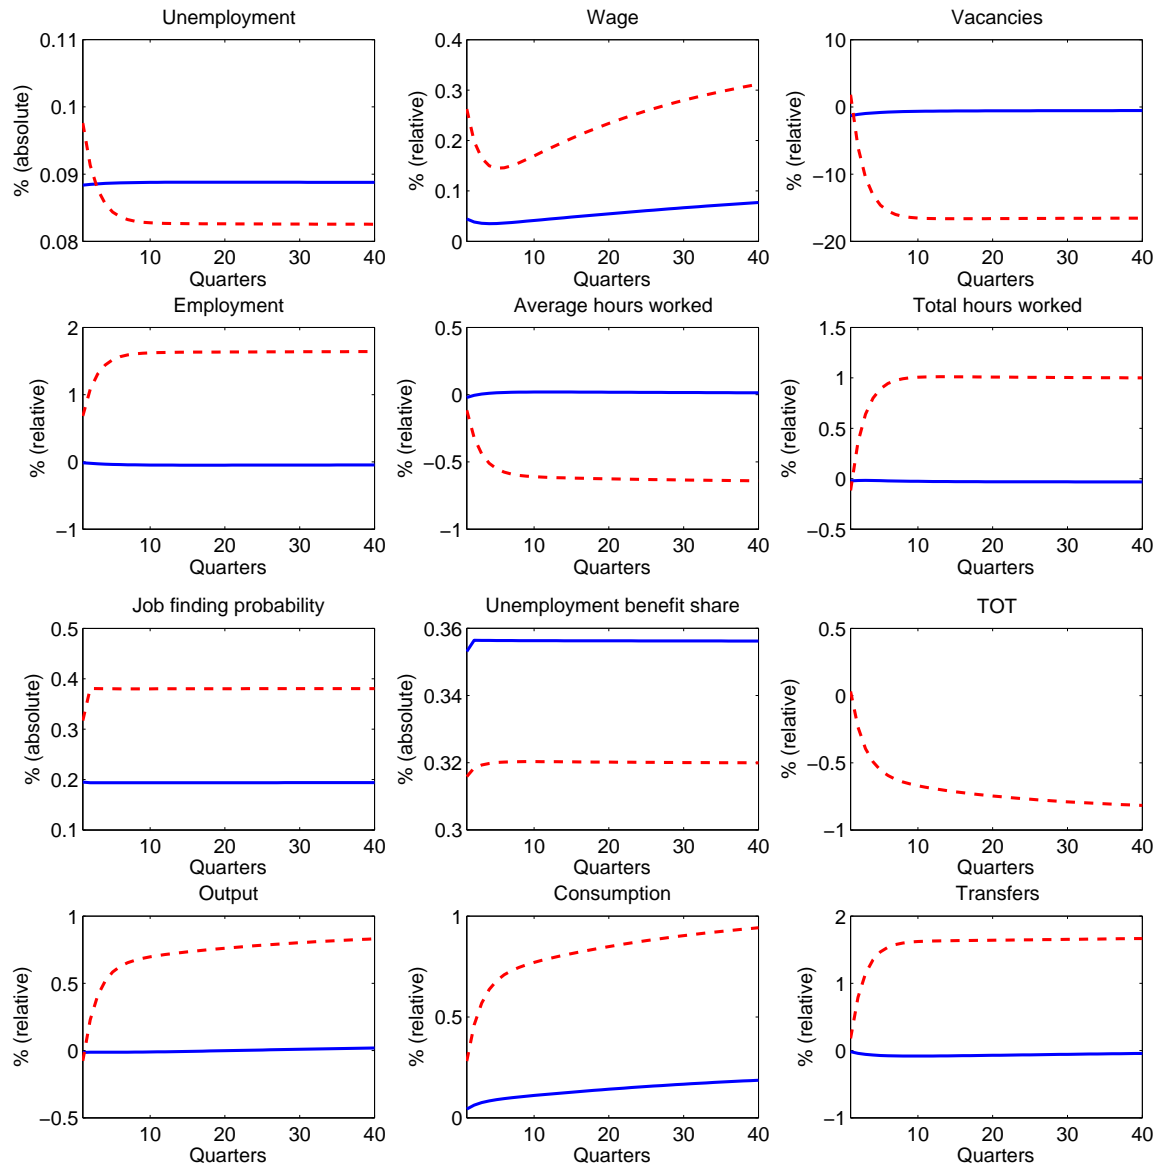 Unemployment
0.11
0.1
0.09
0.08
% (absolute)
10 20 30 40
Quarters
Wage
0.4
0.3
0.2
0.1
0
% (relative)
10 20 30 40
Quarters
Vacancies
10
0
−10
−20
% (relative)
10 20 30 40
Quarters
Employment
2
1
0
−1
% (relative)
10 20 30 40
Quarters
Average hours worked
0.5
0
−0.5
−1
% (relative)
10 20 30 40
Quarters
Total hours worked
1.5
1
0.5
0
−0.5
% (relative)
10 20 30 40
Quarters
Job finding probability
0.5
0.4
0.3
0.2
0.1
% (absolute)
10 20 30 40
Quarters
Unemployment benefit share
0.36
0.34
0.32
0.3
% (absolute)
10 20 30 40
Quarters
TOT
0.5
0
−0.5
−1
% (relative)
10 20 30 40
Quarters
Output
1
0.5
0
−0.5
% (relative)
10 20 30 40
Quarters
Consumption
1
0.5
0
% (relative)
10 20 30 40
Quarters
Transfers
2
1
0
−1
% (relative)
10 20 30 40
Quarters